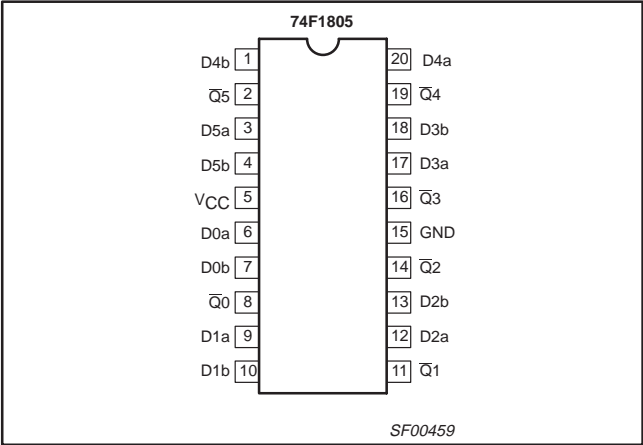 74F1805
D4b 1 20 D4a
Q̅5 2 19 Q̅4
D5a 3 18 D3b
D5b 4 17 D3a
VCC 5 16 Q̅3
D0a 6 15 GND
D0b 7 14 Q̅2
Q̅0 8 13 D2b
D1a 9 12 D2a
D1b 10 11 Q̅1
SF00459